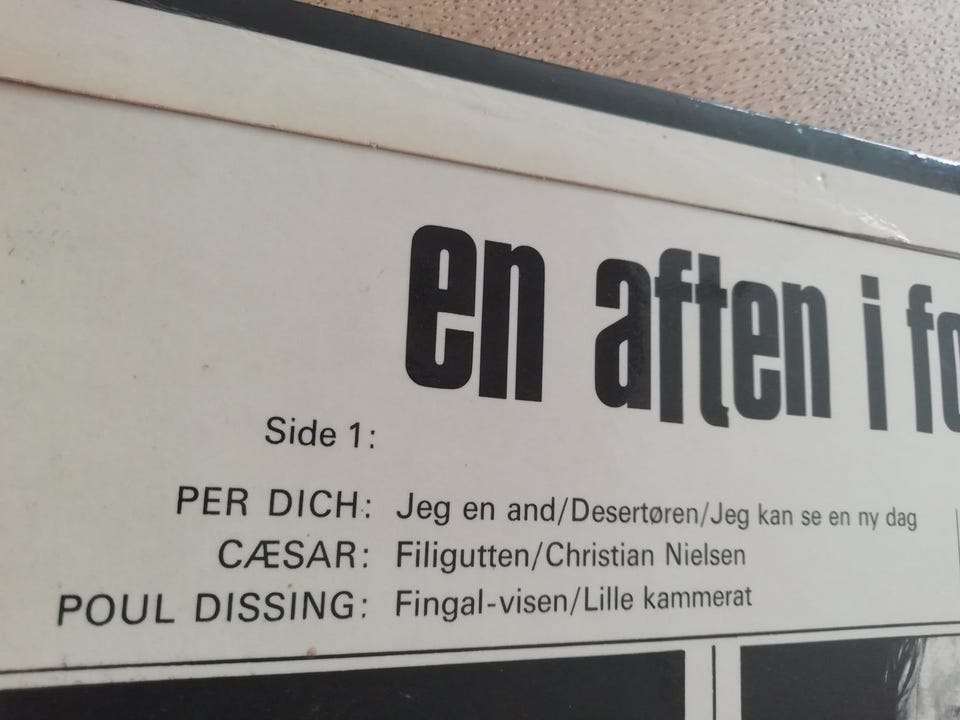 en aften i fo
Side 1:
PER DICH: Jeg en and/Desertøren/Jeg kan se en ny dag
CÆSAR: Filigutten/Christian Nielsen
POUL DISSING: Fingal-visen/Lille kammerat